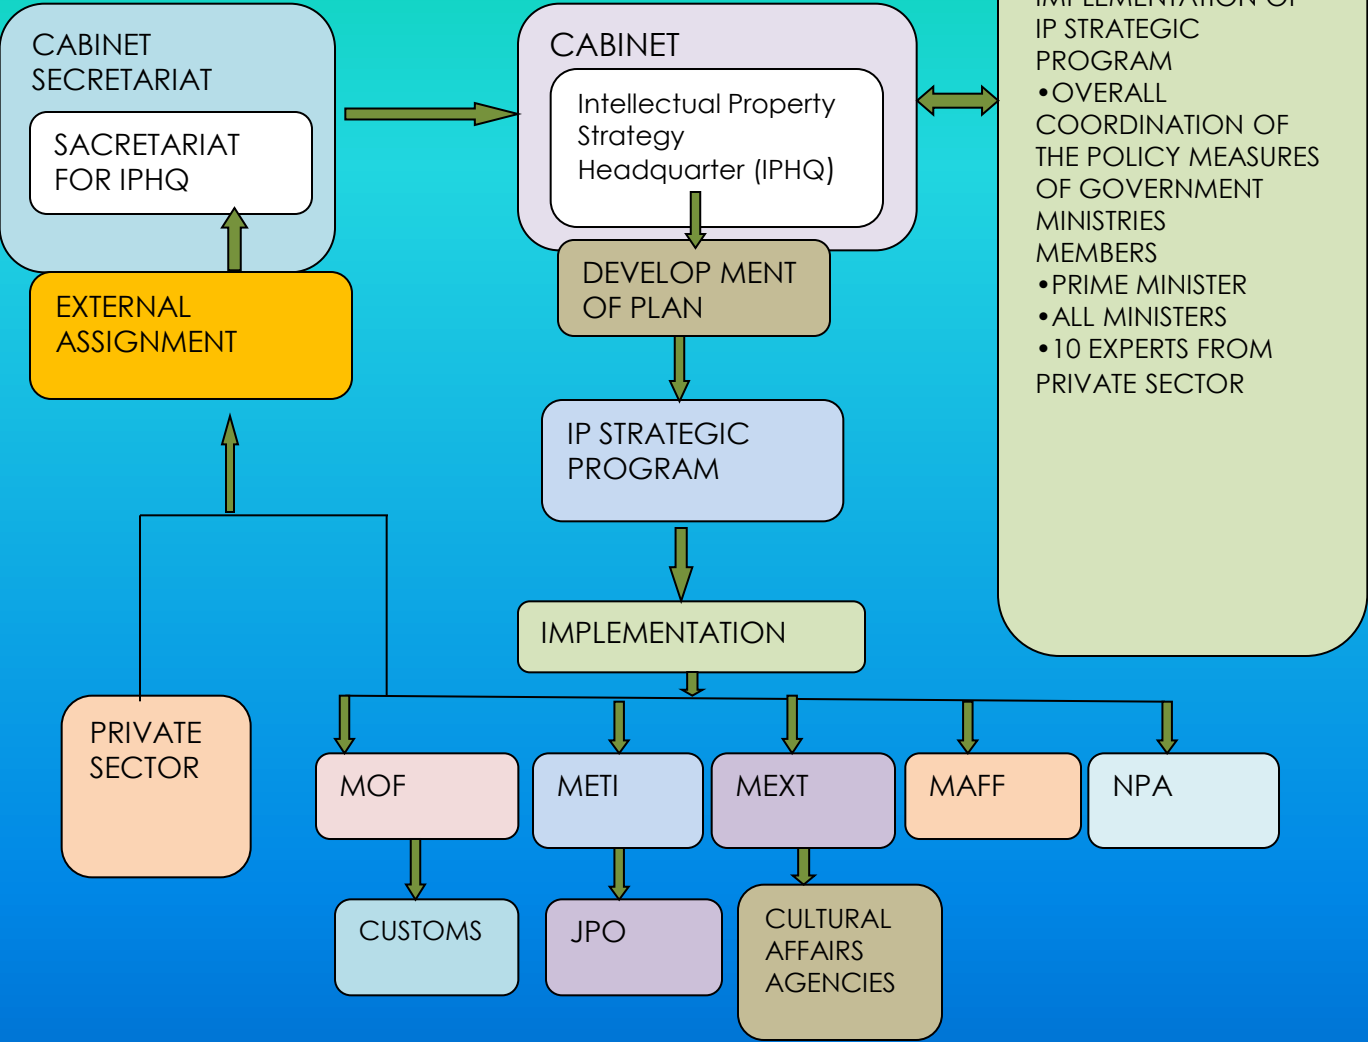 CABINET
SECRETARIAT
SACRETARIAT
FOR IPHQ
EXTERNAL
ASSIGNMENT
CABINET
Intellectual Property
Strategy
Headquarter (IPHQ)
DEVELOP MENT
OF PLAN
IP STRATEGIC
PROGRAM
IMPLEMENTATION
IMPLEMENTATION OF
IP STRATEGIC
PROGRAM
•OVERALL
COORDINATION OF
THE POLICY MEASURES
OF GOVERNMENT
MINISTRIES
MEMBERS
•PRIME MINISTER
•ALL MINISTERS
•10 EXPERTS FROM
PRIVATE SECTOR
PRIVATE
SECTOR
MOF
METI
MEXT
MAFF
NPA
CUSTOMS
JPO
CULTURAL
AFFAIRS
AGENCIES